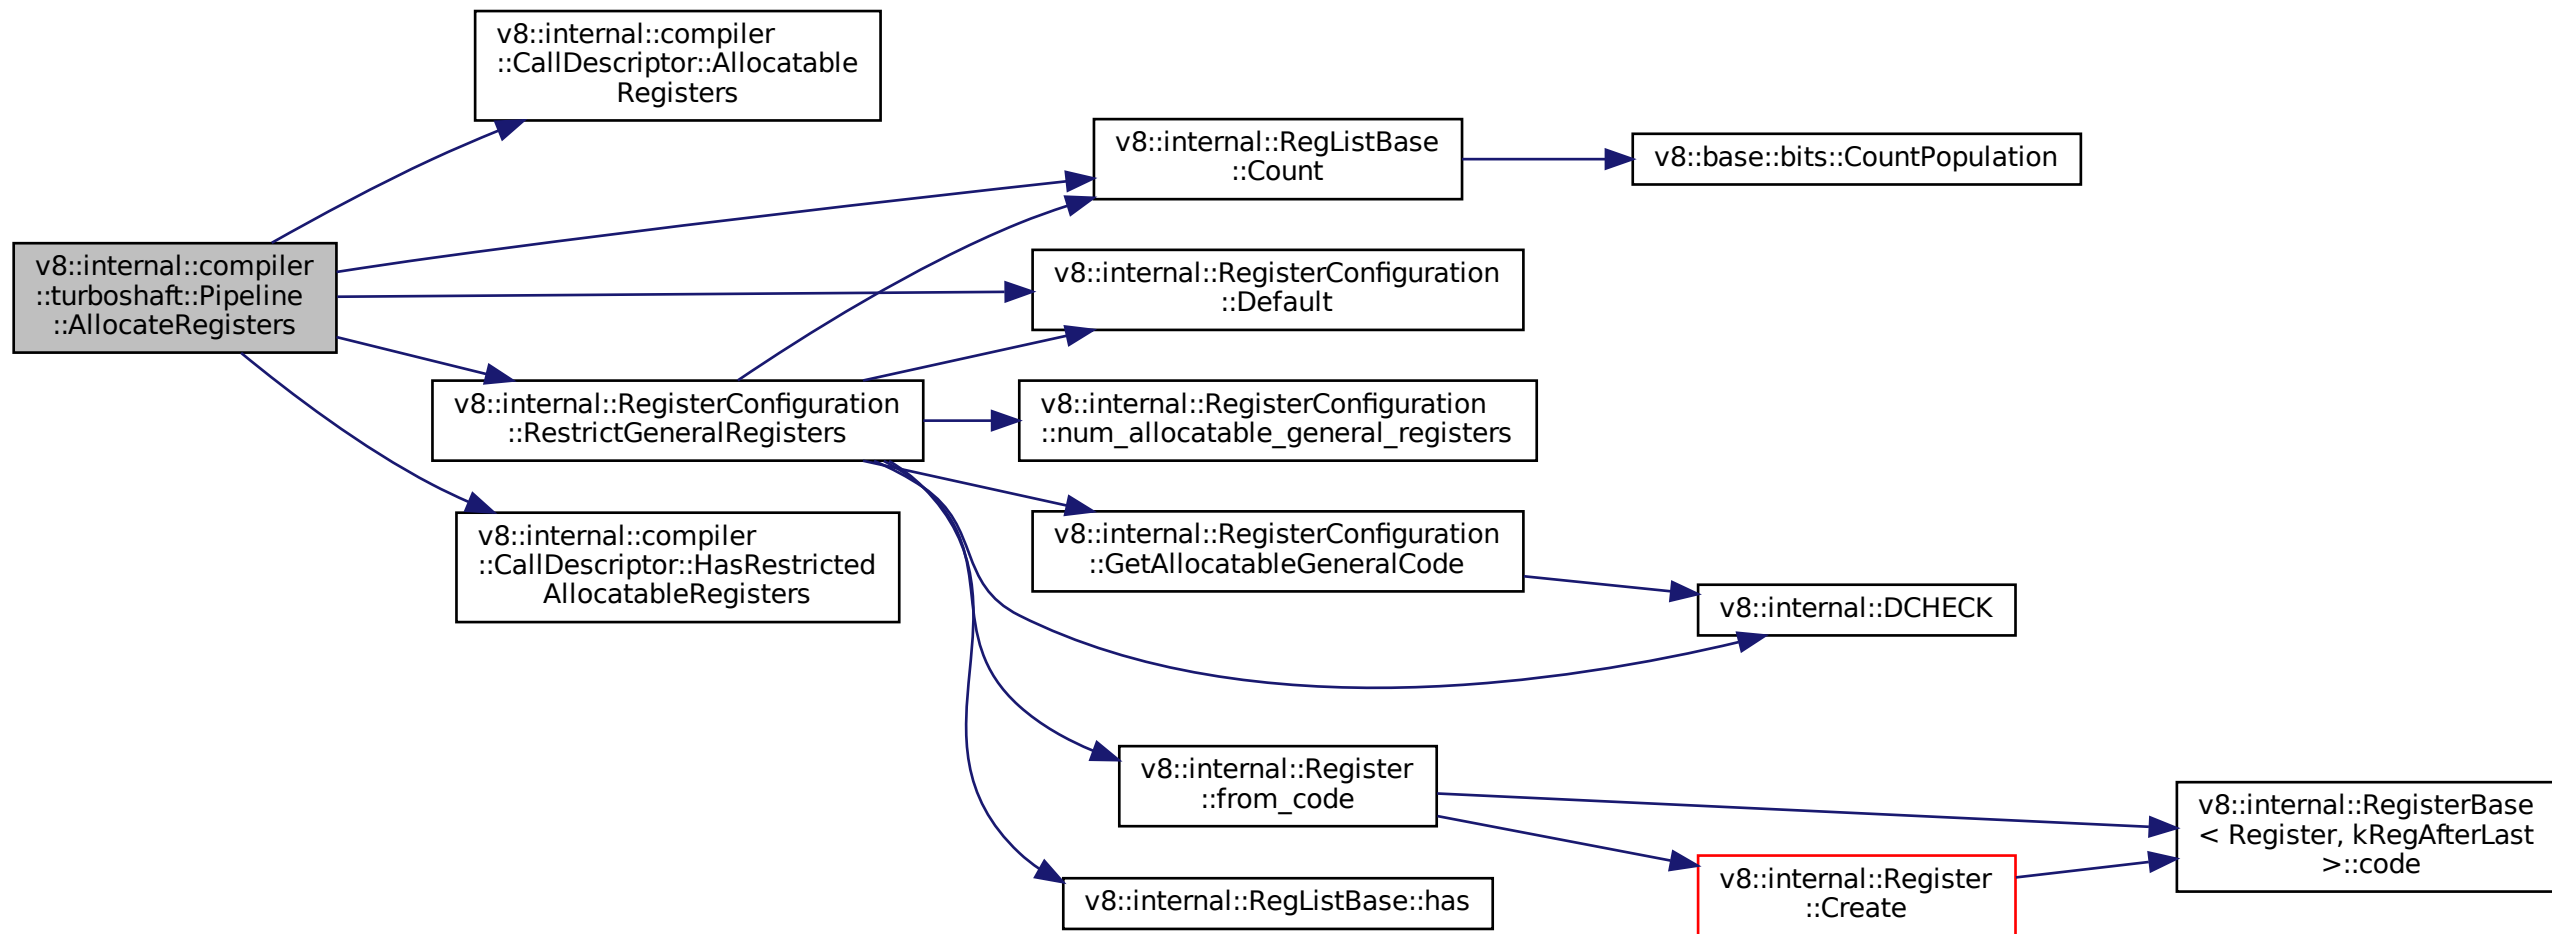 v8::internal::compiler
::CallDescriptor::Allocatable
Registers
v8::internal::RegListBase
::Count
v8::base::bits::CountPopulation
v8::internal::compiler
::turboshaft::Pipeline
::AllocateRegisters
v8::internal::RegisterConfiguration
::Default
v8::internal::RegisterConfiguration
::RestrictGeneralRegisters
v8::internal::RegisterConfiguration
::num_allocatable_general_registers
v8::internal::compiler
::CallDescriptor::HasRestricted
AllocatableRegisters
v8::internal::RegisterConfiguration
::GetAllocatableGeneralCode
v8::internal::DCHECK
v8::internal::Register
::from_code
v8::internal::RegisterBase
< Register, kRegAfterLast
>::code
v8::internal::RegListBase::has
v8::internal::Register
::Create